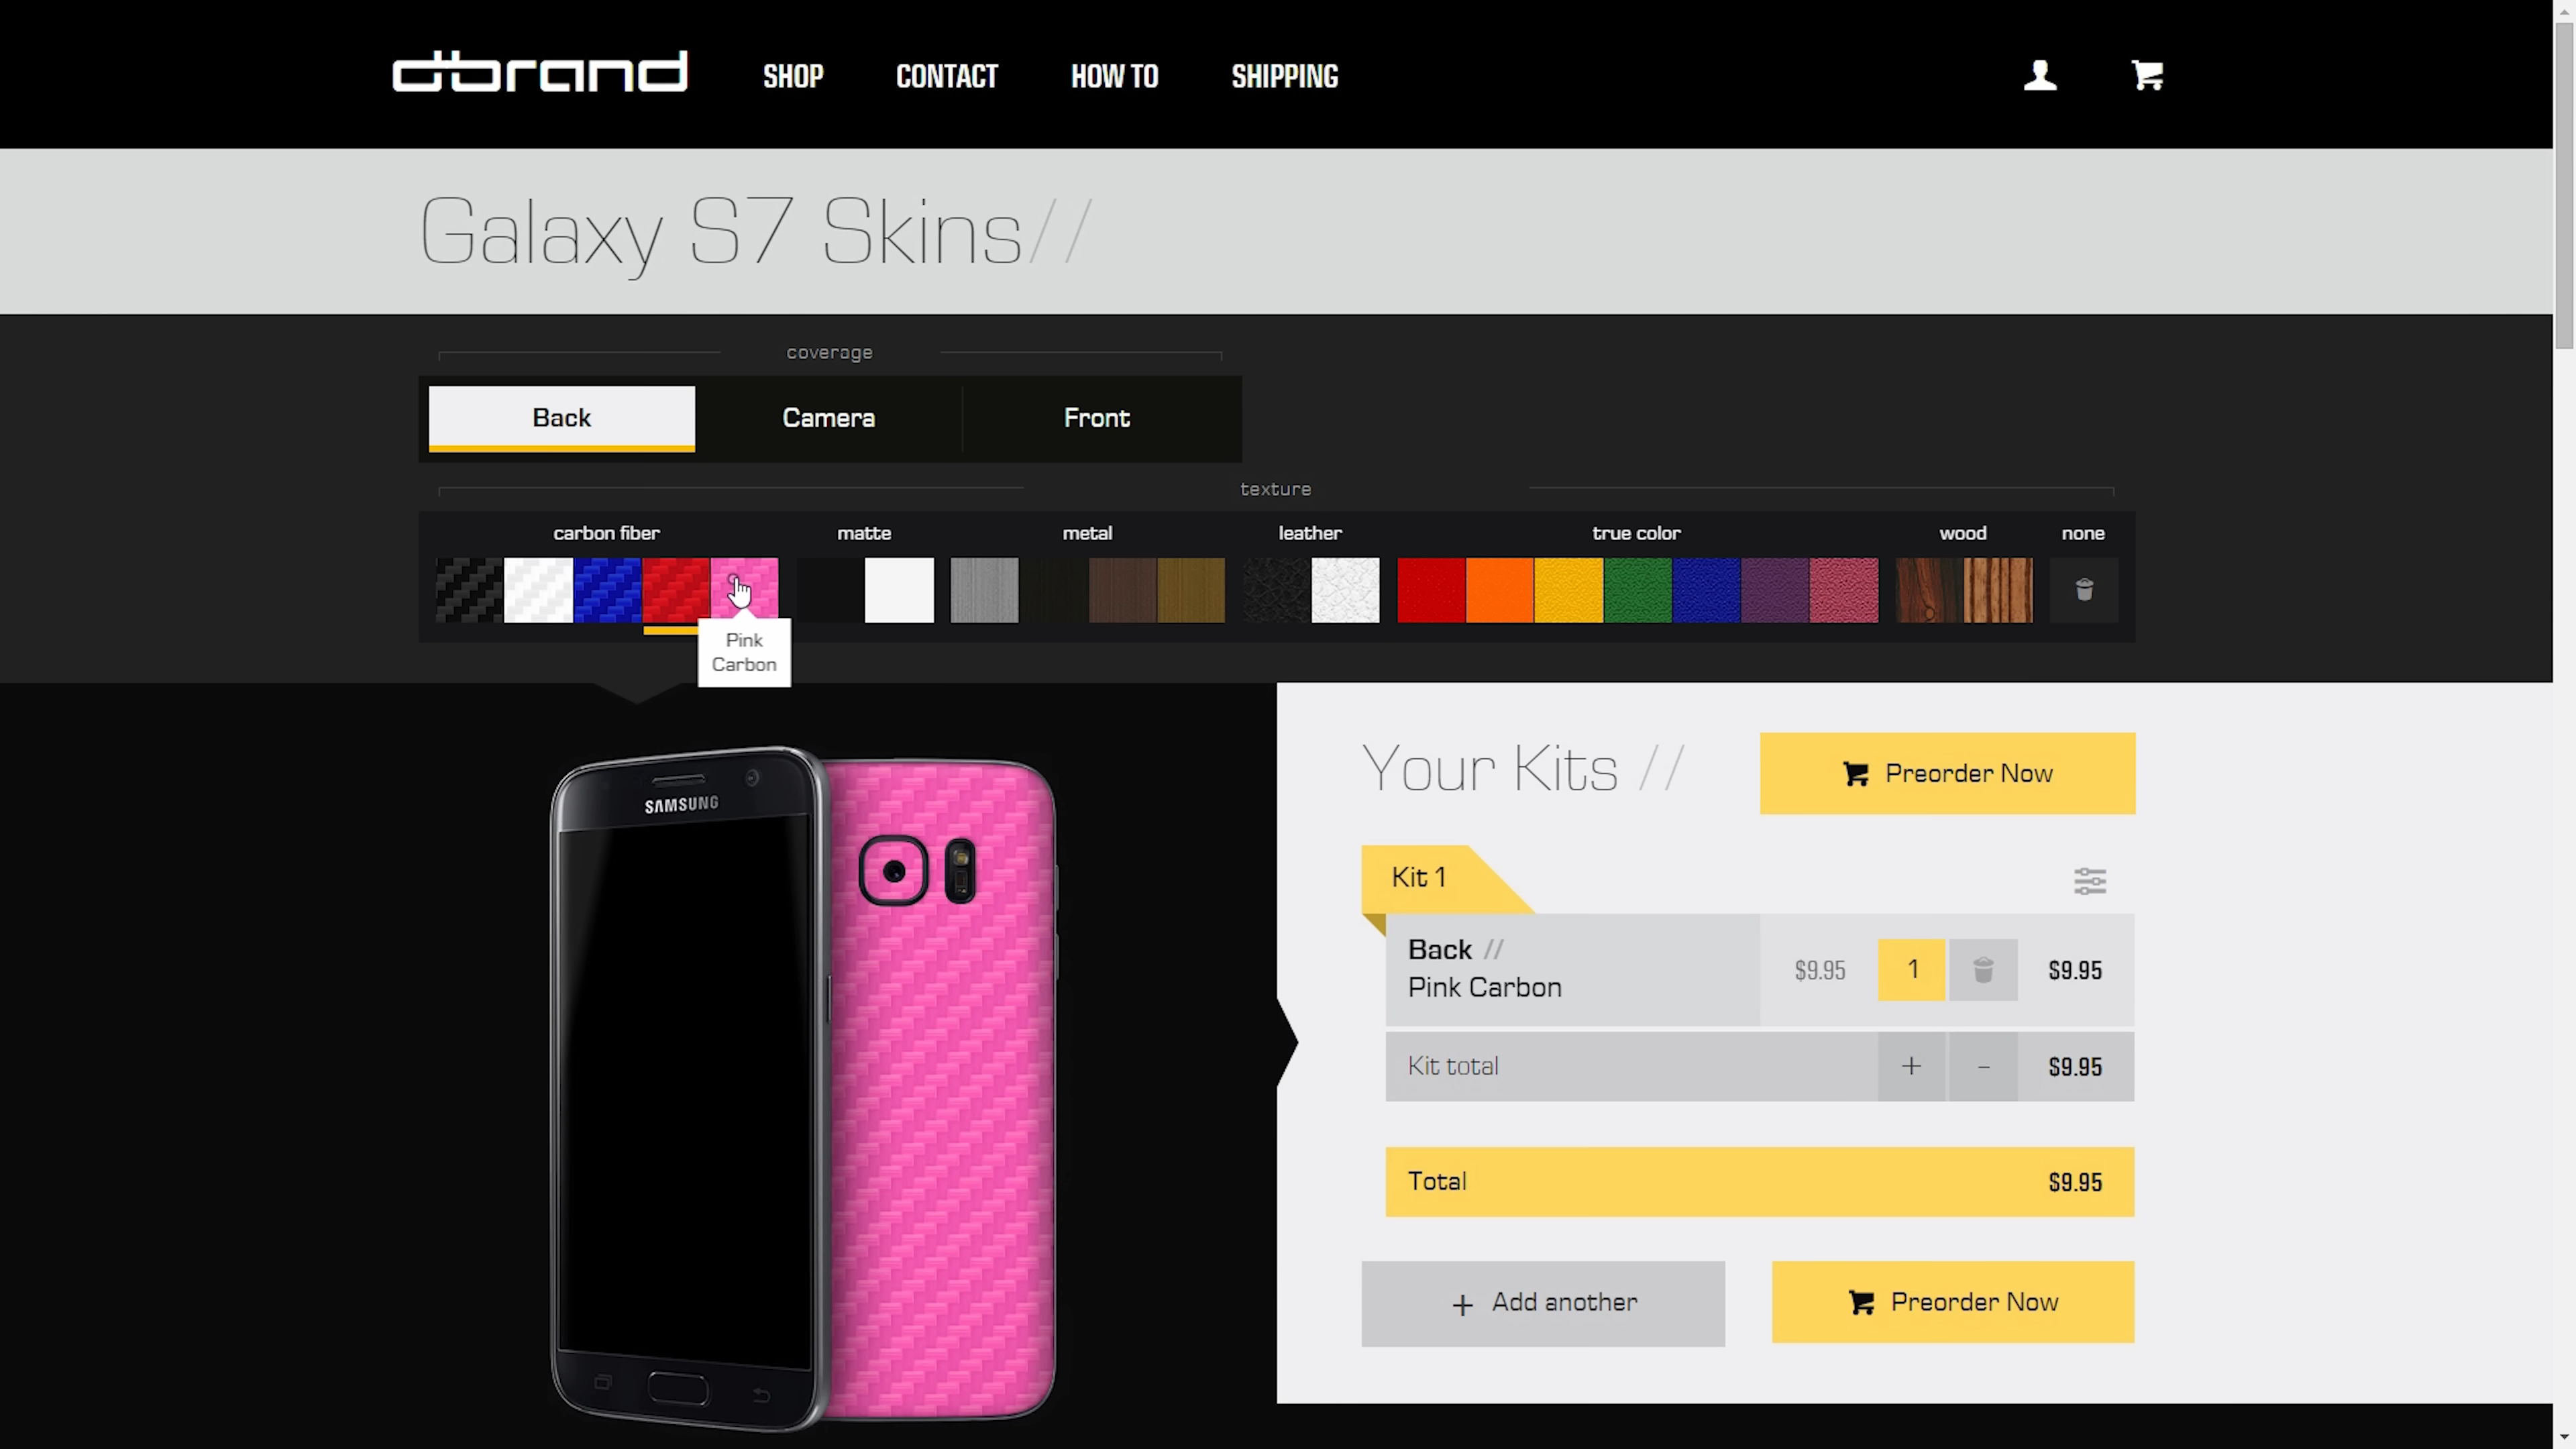 dbrand SHOP CONTACT HOW TO SHIPPING
Galaxy S7 Skins//
coverage
Back Camera Front
texture
carbon fiber matte metal leather true color wood none
Pink
Carbon
SAMSUNG
Your Kits // Preorder Now
Kit 1
Back //
Pink Carbon
$9.95 1 $9.95
Kit total + - $9.95
Total $9.95
+ Add another Preorder Now